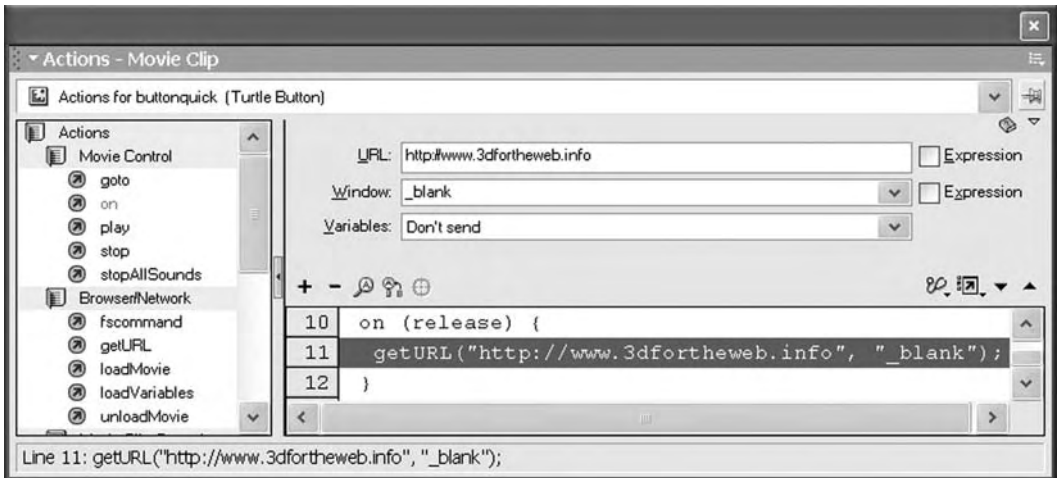 Actions - Movie Clip
Actions for buttonquick (Turtle Button)
Actions
Movie Control
goto
on
play
stop
stopAllSounds
Browser/Network
fscommand
getURL
loadMovie
loadVariables
unloadMovie
URL: http://www.3dfortheweb.info Expression
Window: _blank Expression
Variables: Don't send
10 on (release) {
11 getURL("http://www.3dfortheweb.info", "_blank");
12 }
Line 11: getURL("http://www.3dfortheweb.info", "_blank");